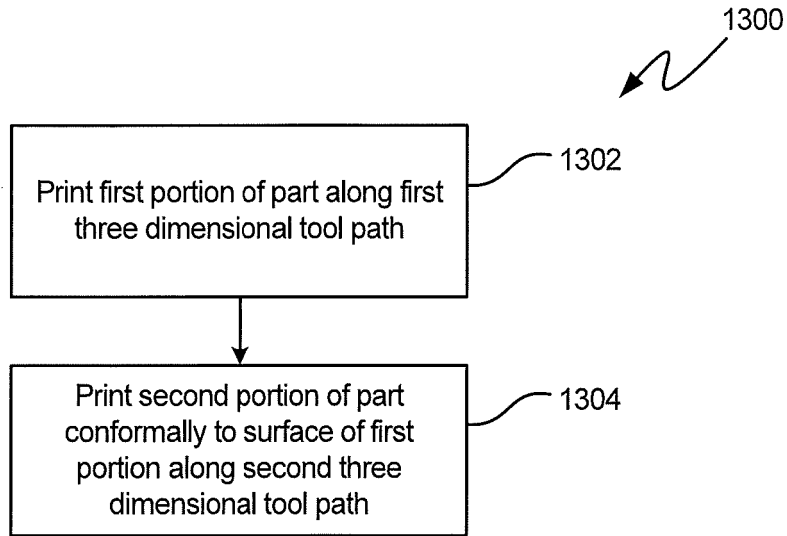 1300
Print first portion of part along first
three dimensional tool path
1302
Print second portion of part
conformally to surface of first
portion along second three
dimensional tool path
1304